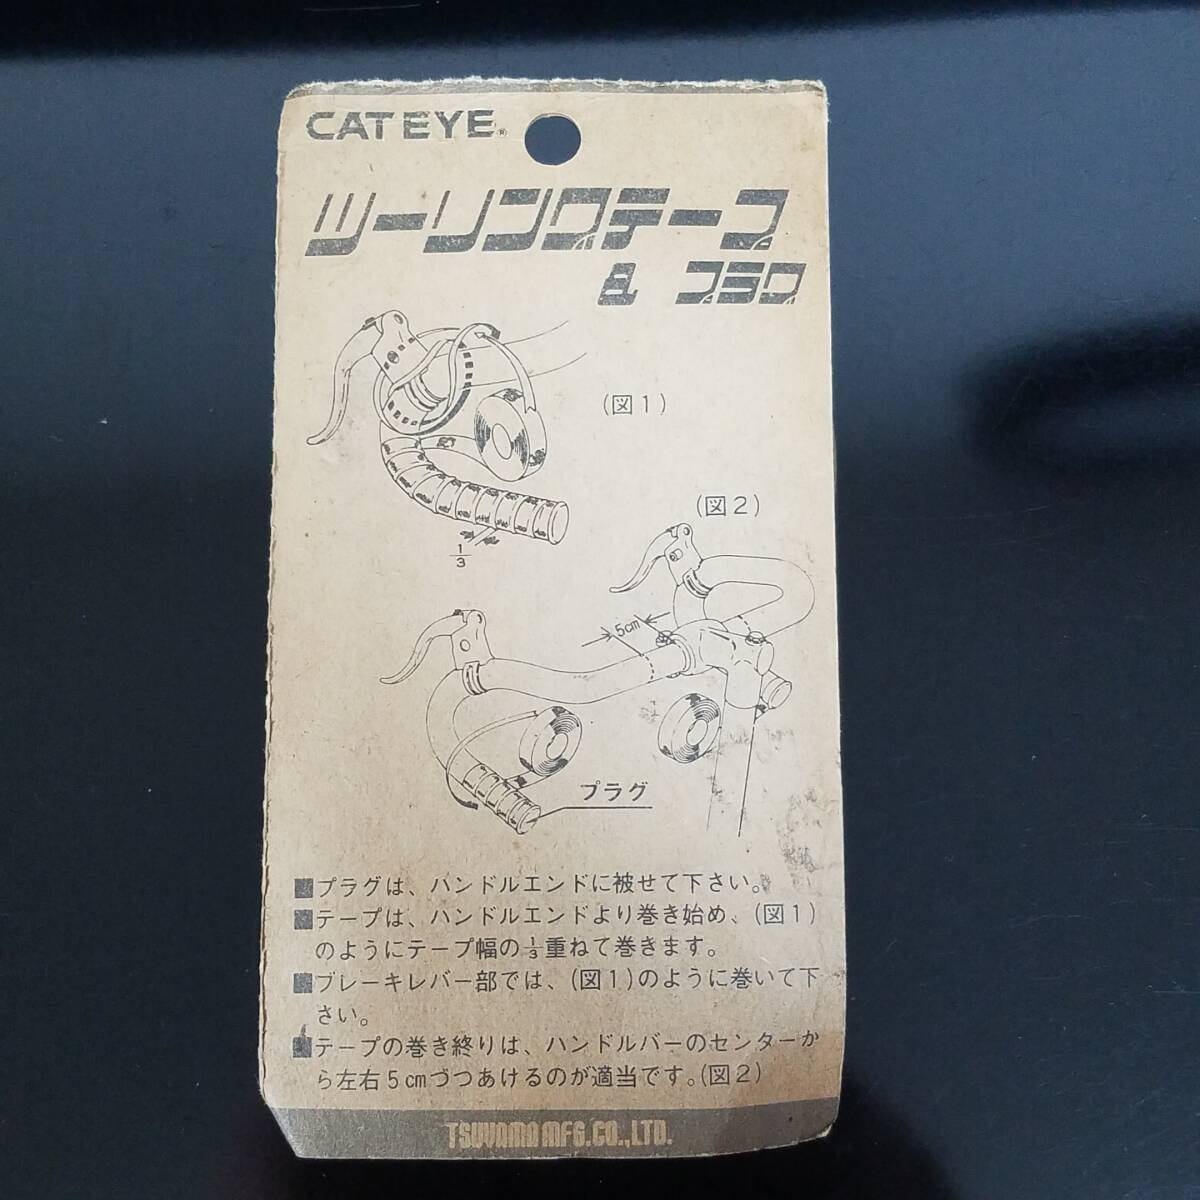 CATEYE®
ツーリングテープ
& プラグ
(図1)
(図2)
1/3
5cm
プラグ
■プラグは、ハンドルエンドに被せて下さい。
■テープは、ハンドルエンドより巻き始め、(図1)
のようにテープ幅の1/3重ねて巻きます。
■ブレーキレバー部では、(図1)のように巻いて下
さい。
■テープの巻き終りは、ハンドルバーのセンターか
ら左右5cmづつあけるのが適当です。(図2)
TSUYAMA MFG.CO.,LTD.